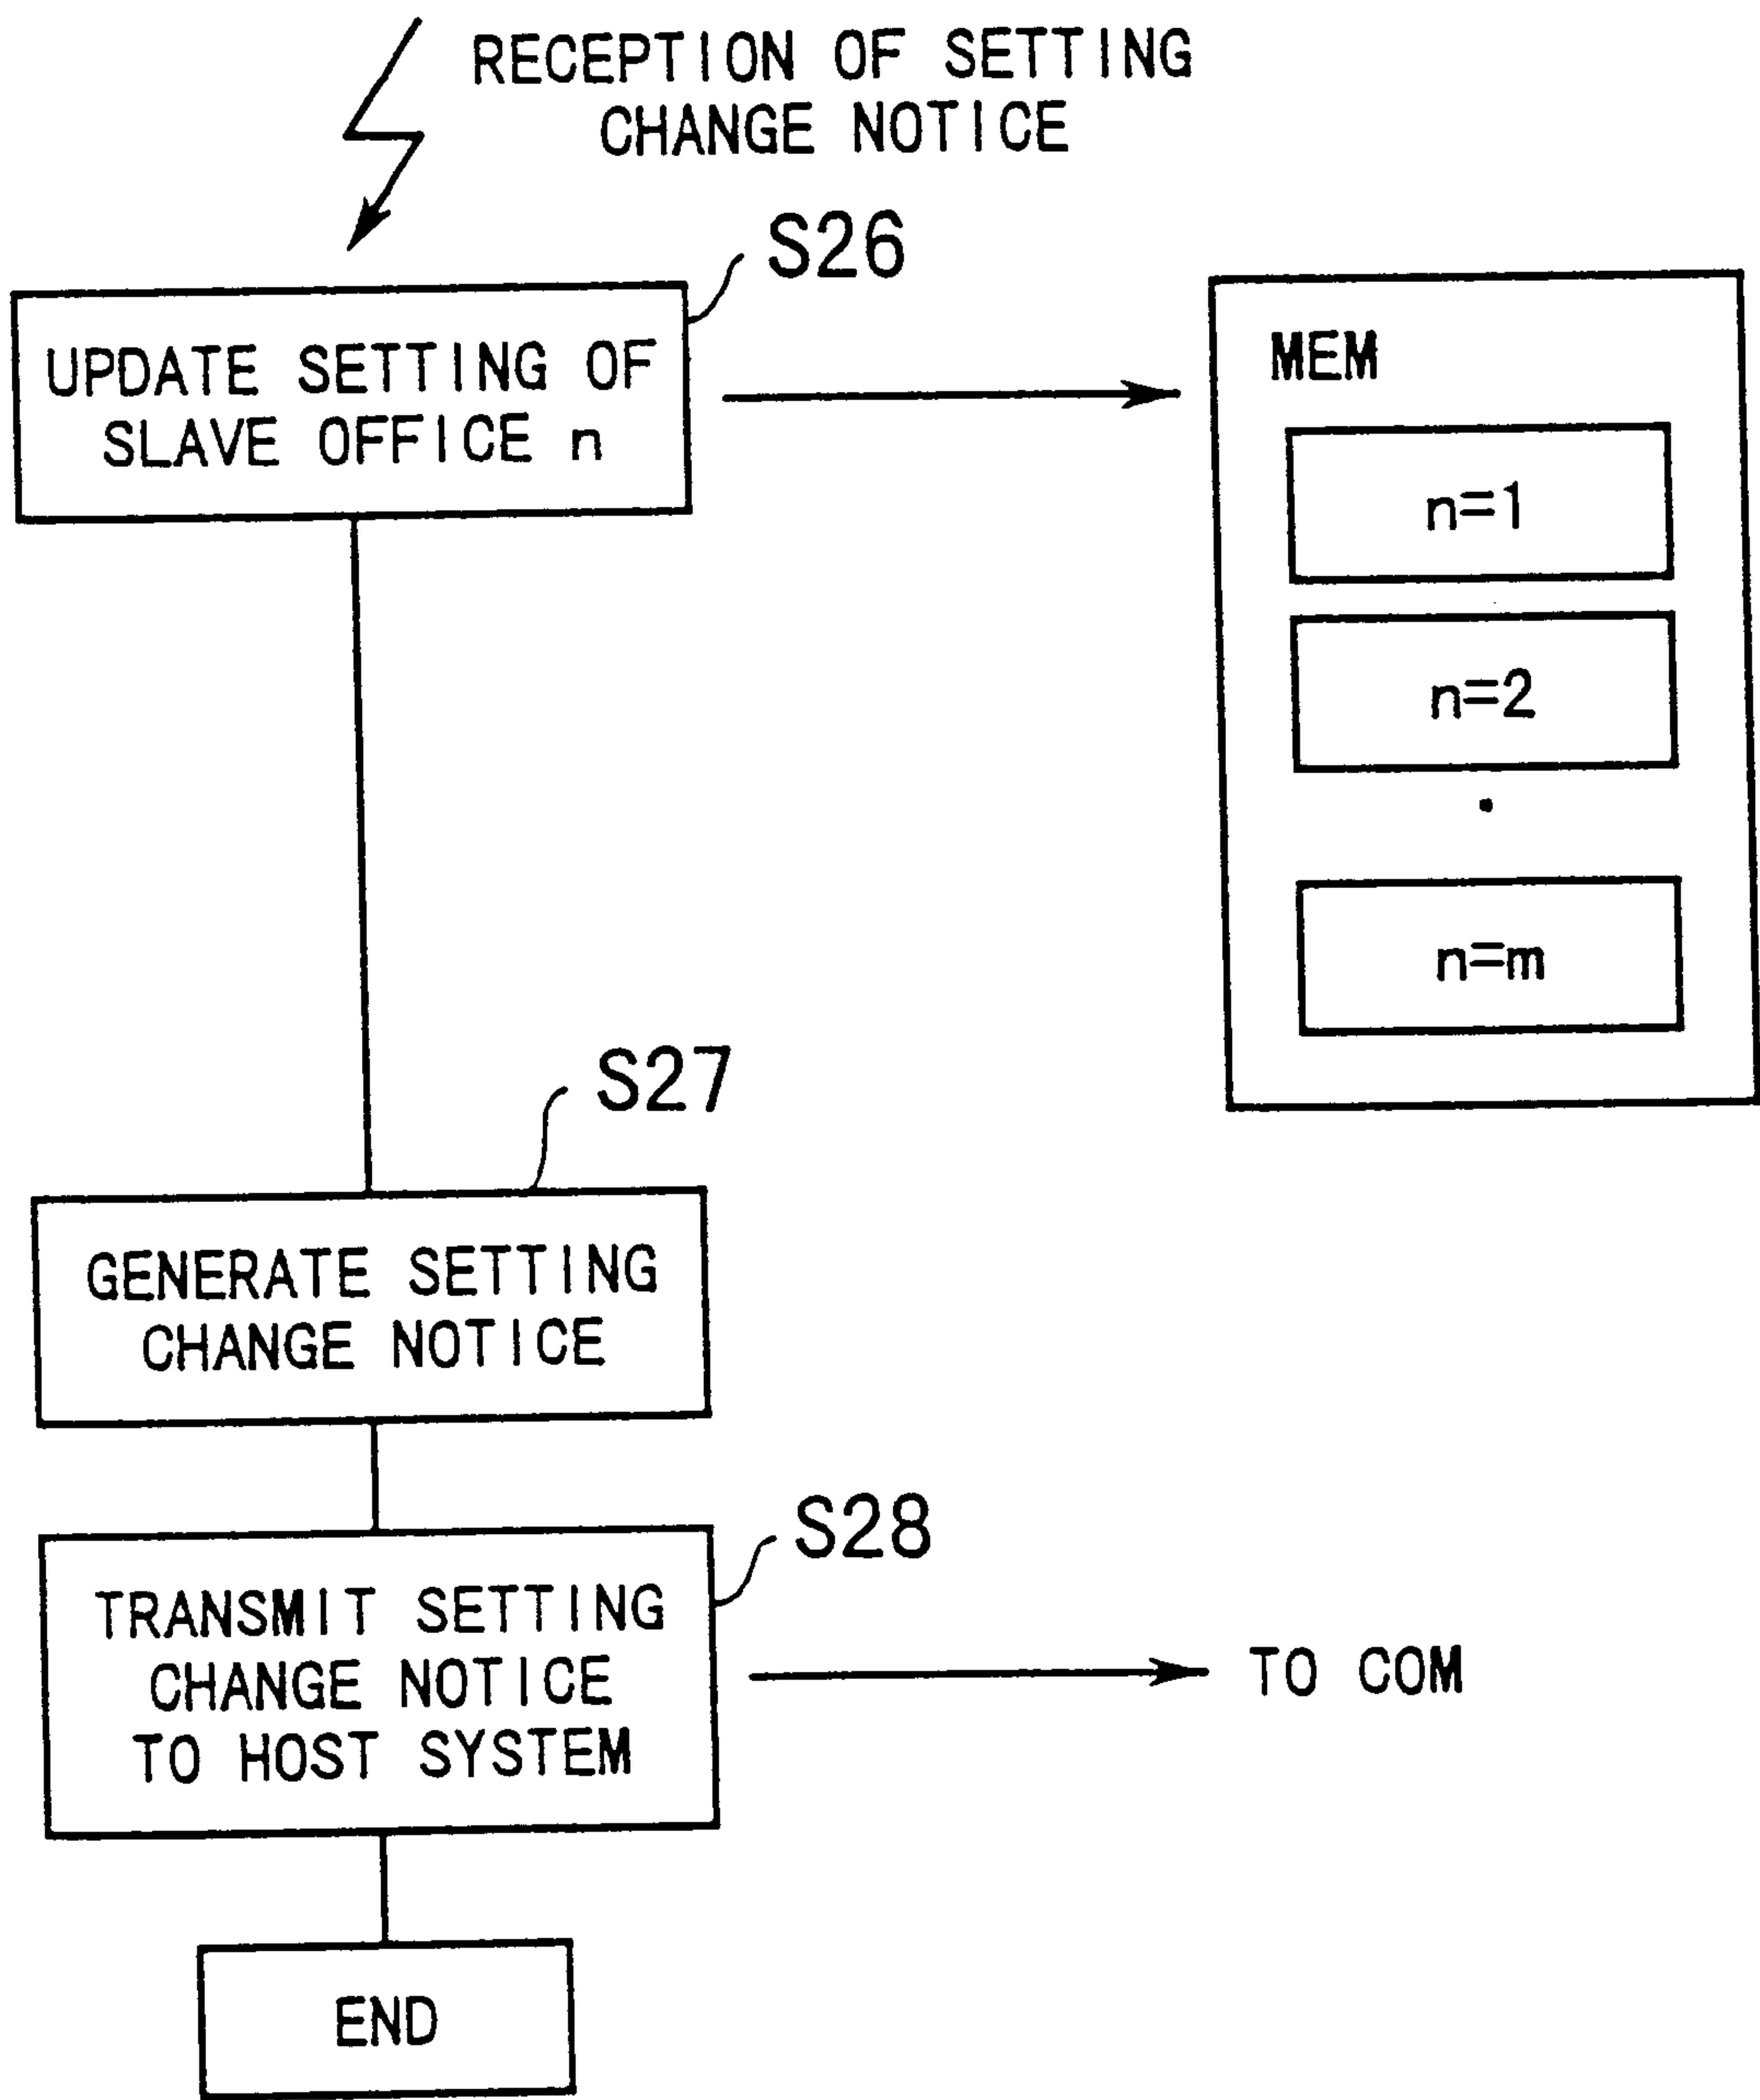 RECEPTION OF SETTING
CHANGE NOTICE
S26
UPDATE SETTING OF
SLAVE OFFICE n
MEM
n=1
n=2
n=m
S27
GENERATE SETTING
CHANGE NOTICE
S28
TRANSMIT SETTING
CHANGE NOTICE
TO HOST SYSTEM
TO COM
END